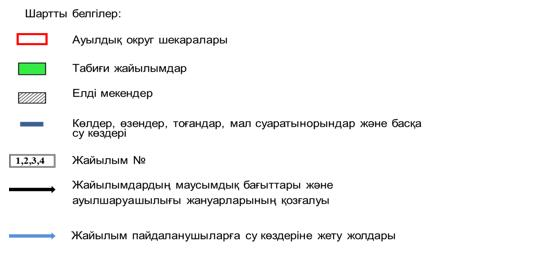 Шартты белгілер:
Ауылдық округ шекаралары
Табиғи жайылымдар
Елді мекендер
Көлдер, өзендер, тоғандар, мал суаратынорындар және басқа
су көздері
1,2,3,4 Жайылым №
Жайылымдардың маусымдық бағыттары және
ауылшаруашылығы жануарларының қозғалуы
Жайылым пайдаланушыларға су көздеріне жету жолдары